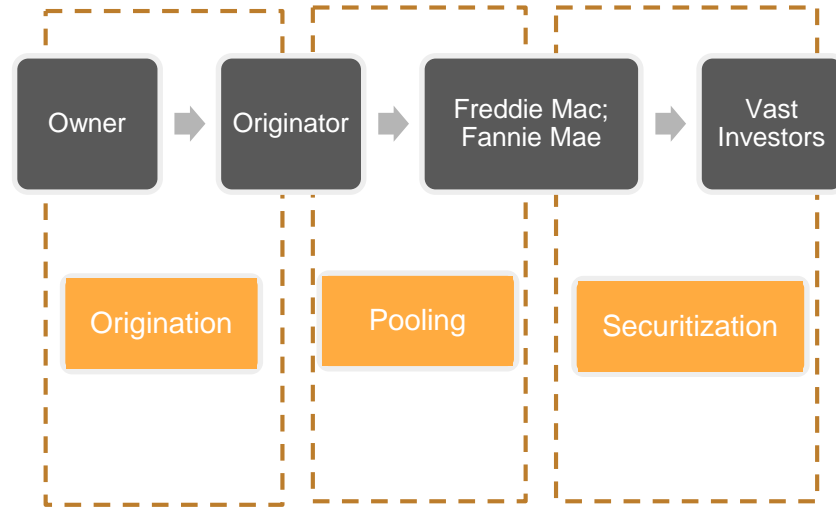 Owner
Originator
Freddie Mac;
Fannie Mae
Vast
Investors
Origination
Pooling
Securitization